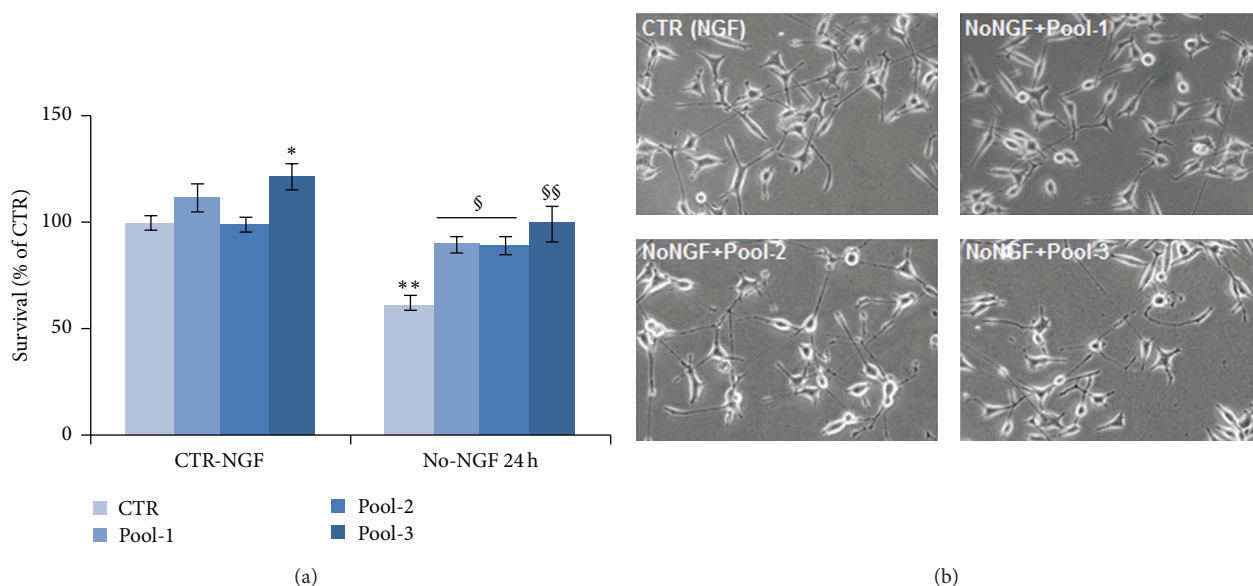 150
100
50
0
Survival (% of CTR)
*
**
§
§§
CTR-NGF
No-NGF 24 h
CTR
Pool-1
Pool-2
Pool-3
(a)
CTR (NGF)
NoNGF+Pool-1
NoNGF+Pool-2
NoNGF+Pool-3
(b)